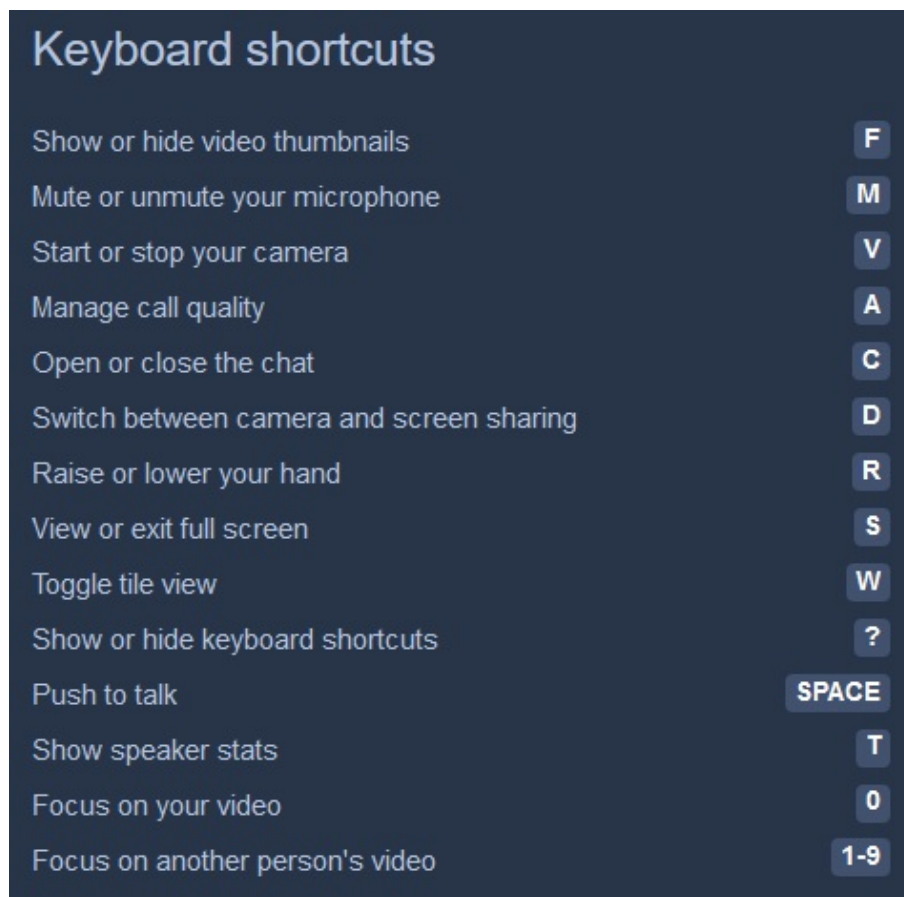 Keyboard shortcuts
Show or hide video thumbnails F
Mute or unmute your microphone M
Start or stop your camera V
Manage call quality A
Open or close the chat C
Switch between camera and screen sharing D
Raise or lower your hand R
View or exit full screen S
Toggle tile view W
Show or hide keyboard shortcuts ?
Push to talk SPACE
Show speaker stats T
Focus on your video 0
Focus on another person's video 1-9